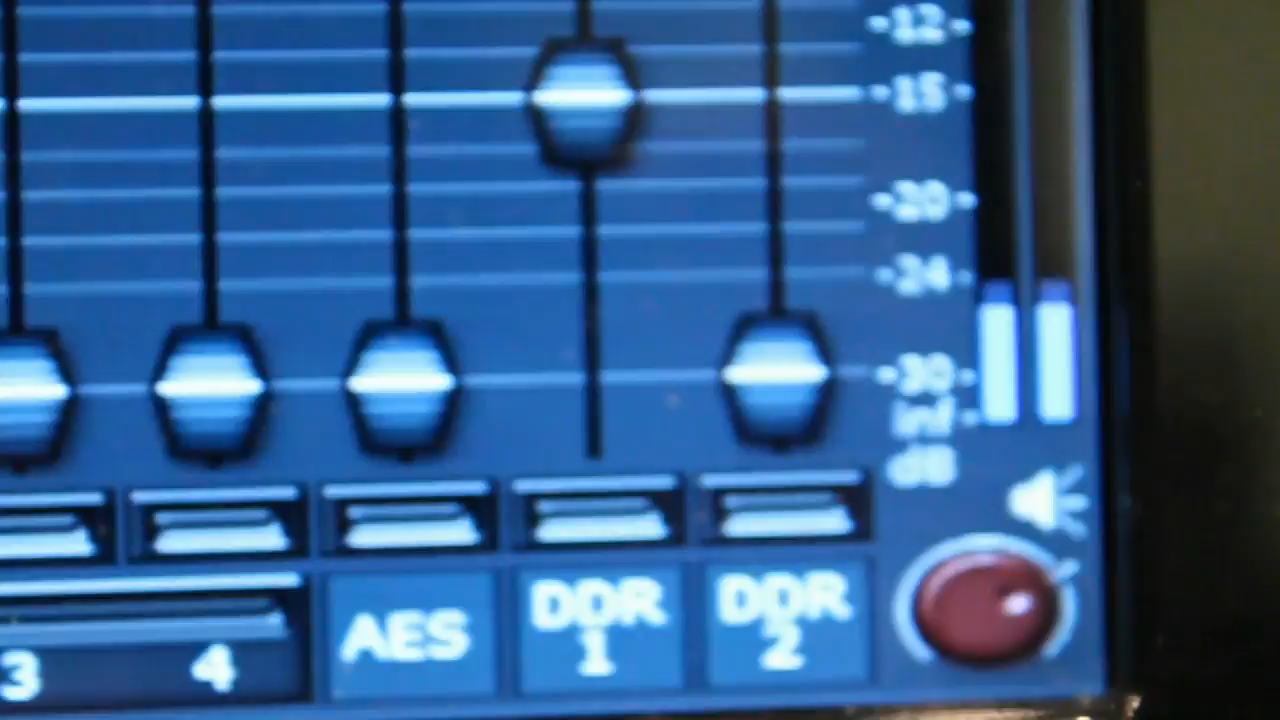 -12-
-15-
-20-
-24-
-30-
inf-
dB
3
4
AES
DDR
1
DDR
2